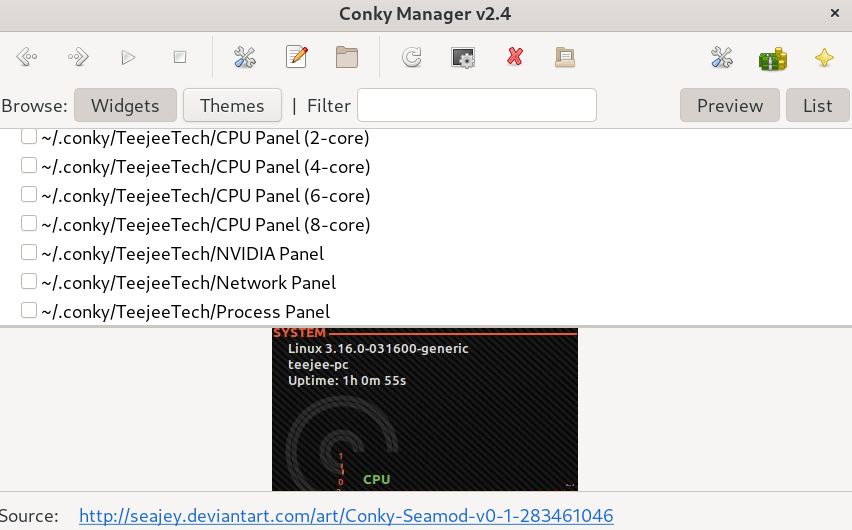 Conky Manager v2.4
Browse: Widgets Themes | Filter Preview List
~/.conky/TeejeeTech/CPU Panel (2-core)
~/.conky/TeejeeTech/CPU Panel (4-core)
~/.conky/TeejeeTech/CPU Panel (6-core)
~/.conky/TeejeeTech/CPU Panel (8-core)
~/.conky/TeejeeTech/NVIDIA Panel
~/.conky/TeejeeTech/Network Panel
~/.conky/TeejeeTech/Process Panel
SYSTEM
Linux 3.16.0-031600-generic
teejee-pc
Uptime: 1h 0m 55s
1
0
CPU
Source: http://seajey.deviantart.com/art/Conky-Seamod-v0-1-283461046